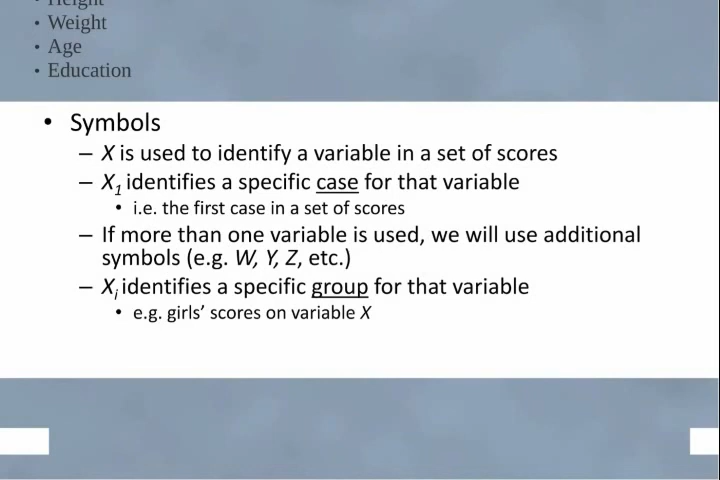 • Height
• Weight
• Age
• Education
• Symbols
– X is used to identify a variable in a set of scores
– X1 identifies a specific case for that variable
• i.e. the first case in a set of scores
– If more than one variable is used, we will use additional
symbols (e.g. W, Y, Z, etc.)
– Xi identifies a specific group for that variable
• e.g. girls’ scores on variable X